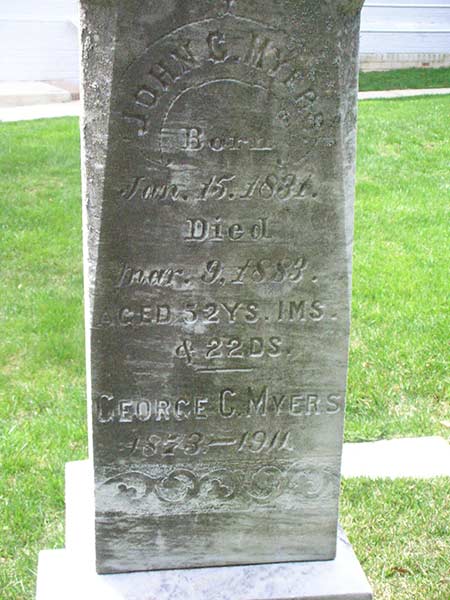 JOHN C. MYERS
Born
Jan. 15. 1831.
Died
Mar. 9, 1883.
AGED 52YS. 1MS.
& 22DS.
GEORGE C. MYERS
1873.—1911